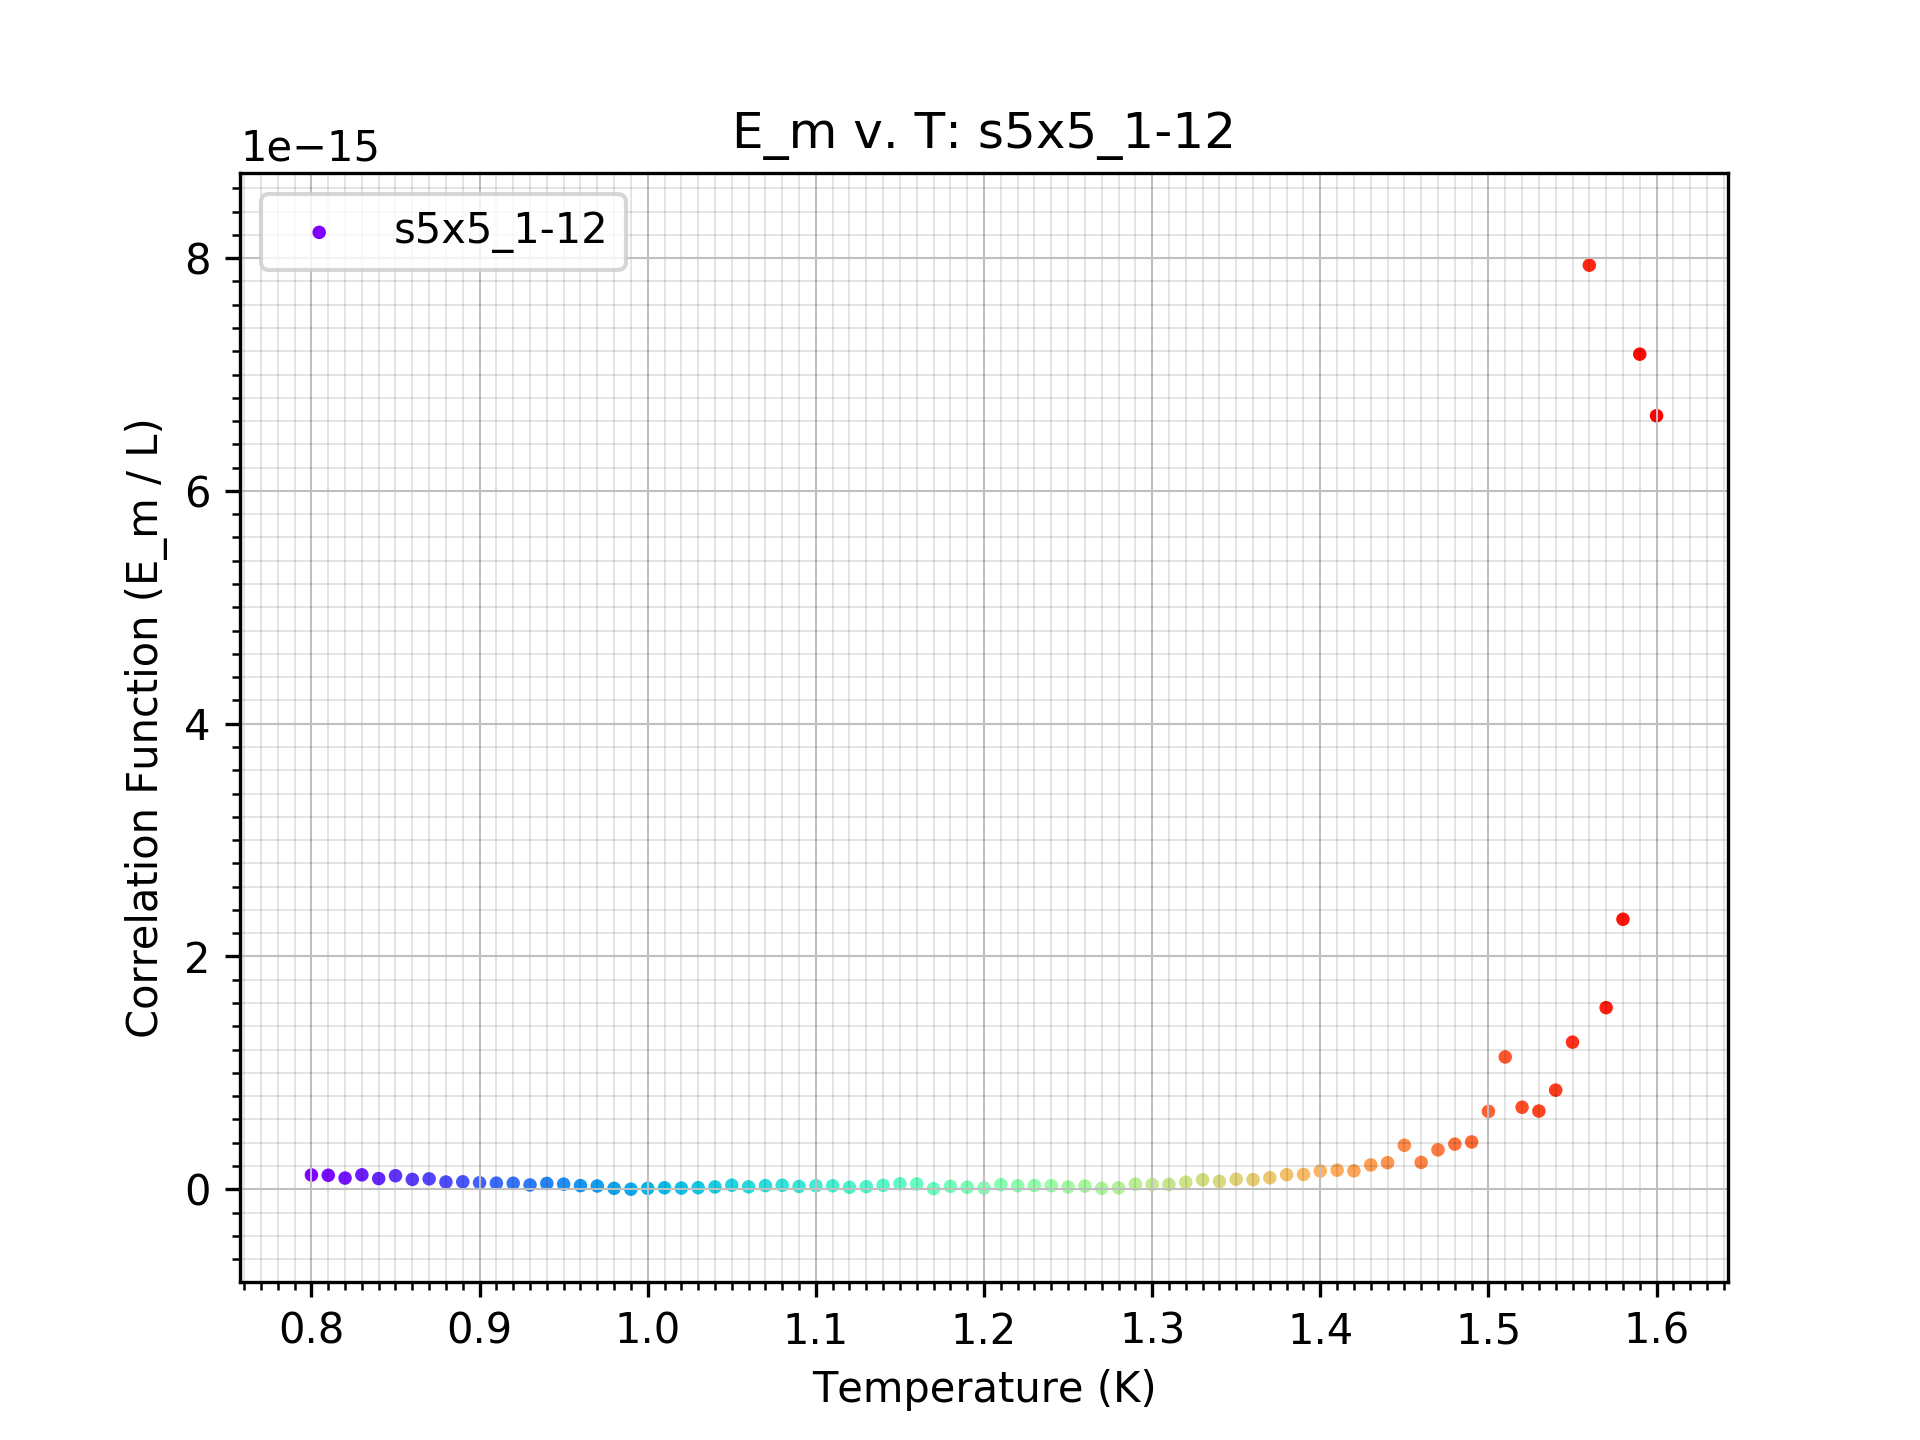 E_m v. T: s5x5_1-12
1e−15
s5x5_1-12
8
6
4
2
0
Correlation Function (E_m / L)
0.8 0.9 1.0 1.1 1.2 1.3 1.4 1.5 1.6
Temperature (K)